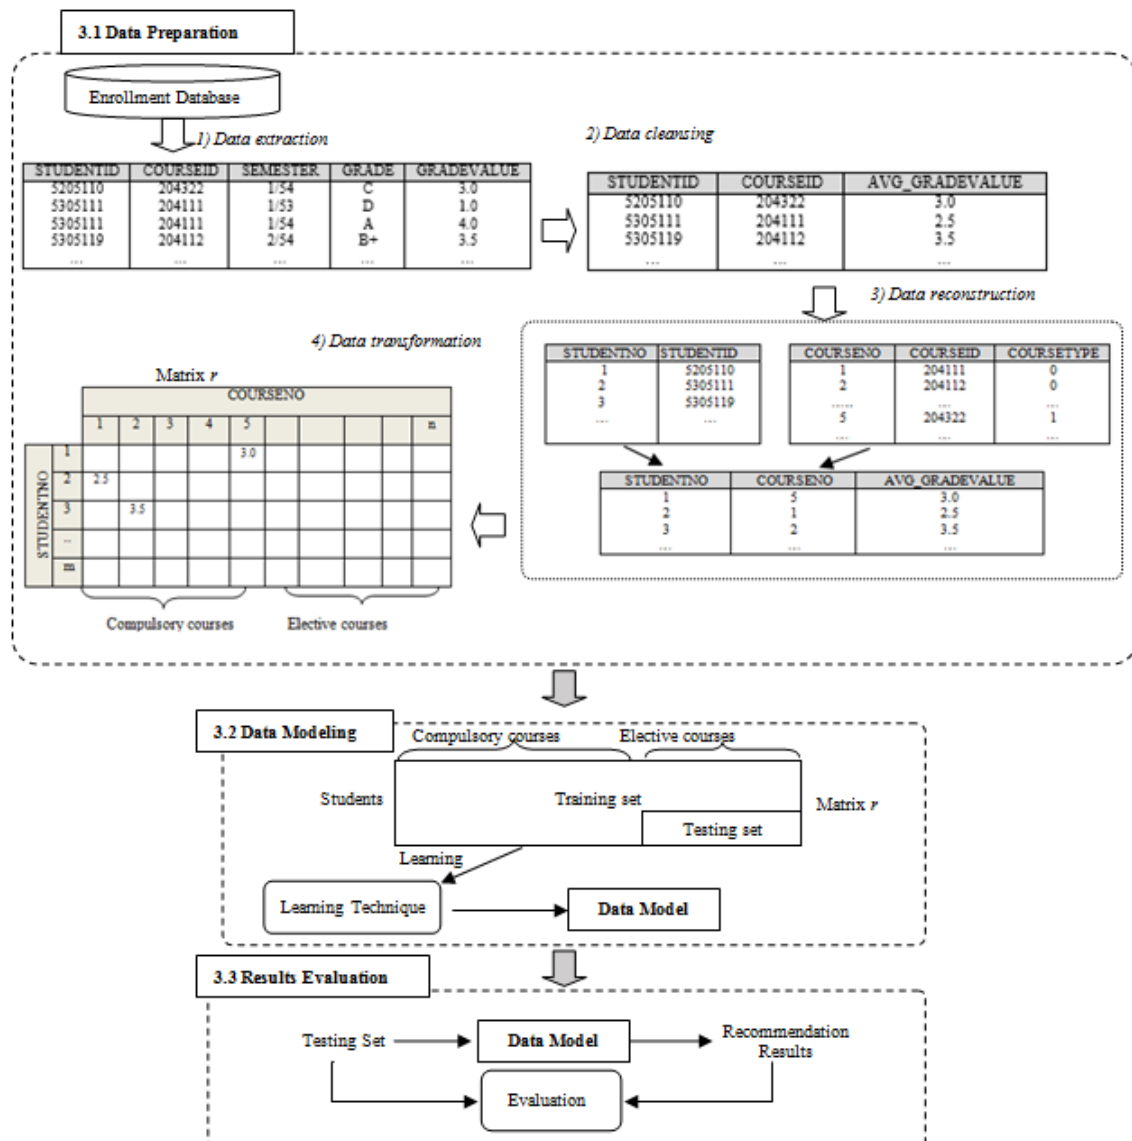 3.1 Data Preparation
Enrollment Database
1) Data extraction
2) Data cleansing
STUDENTID COURSEID SEMESTER GRADE GRADEVALUE
5205110 204322 1/54 C 3.0
5305111 204111 1/53 D 1.0
5305111 204111 1/54 A 4.0
5305119 204112 2/54 B+ 3.5
... ... ... ... ...
STUDENTID COURSEID AVG_GRADEVALUE
5205110 204322 3.0
5305111 204111 2.5
5305119 204112 3.5
... ... ...
3) Data reconstruction
STUDENTNO STUDENTID
1 5205110
2 5305111
3 5305119
... ...
COURSENO COURSEID COURSETYPE
1 204111 0
2 204112 0
..... ... ...
5 204322 1
... ... ...
STUDENTNO COURSENO AVG_GRADEVALUE
1 5 3.0
2 1 2.5
3 2 3.5
... ... ...
4) Data transformation
Matrix r
COURSENO
1 2 3 4 5 n
STUDENTNO
1 3.0
2 2.5
3 3.5
..
m
Compulsory courses Elective courses
3.2 Data Modeling
Compulsory courses Elective courses
Students Training set Matrix r
Testing set
Learning
Learning Technique Data Model
3.3 Results Evaluation
Testing Set Data Model Recommendation
Results
Evaluation